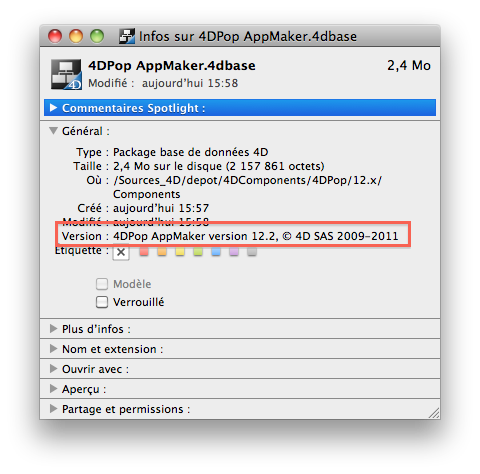 Infos sur 4DPop AppMaker.4dbase
4DPop AppMaker.4dbase 2,4 Mo
Modifié : aujourd'hui 15:58
Commentaires Spotlight :
Général :
Type : Package base de données 4D
Taille : 2,4 Mo sur le disque (2 157 861 octets)
Où : /Sources_4D/depot/4DComponents/4DPop/12.x/
Components
Créé : aujourd'hui 15:57
Modifié : aujourd'hui 15:58
Version : 4DPop AppMaker version 12.2, © 4D SAS 2009-2011
Étiquette :
Modèle
Verrouillé
Plus d'infos :
Nom et extension :
Ouvrir avec :
Aperçu :
Partage et permissions :